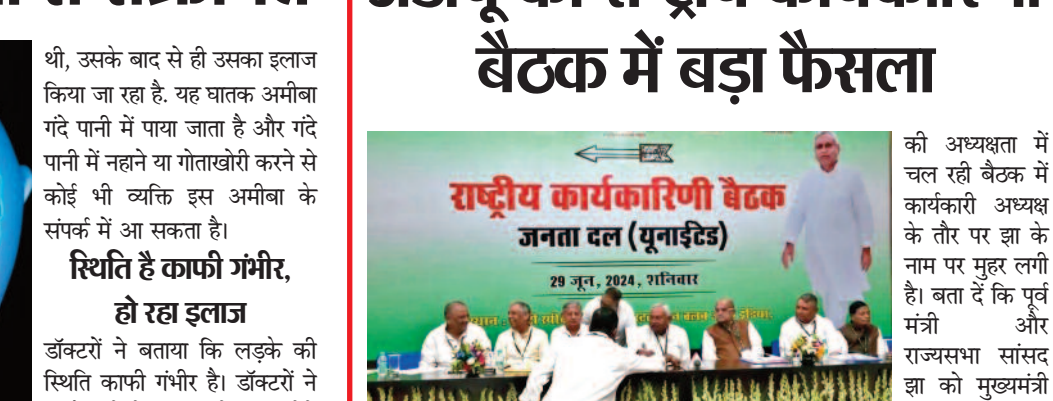 थी, उसके बाद से ही उसका इलाज
किया जा रहा है. यह घातक अमीबा
गंदे पानी में पाया जाता है और गंदे
पानी में नहाने या गोताखोरी करने से
कोई भी व्यक्ति इस अमीबा के
संपर्क में आ सकता है।
स्थिति है काफी गंभीर,
हो रहा इलाज
डॉक्टरों ने बताया कि लड़के की
स्थिति काफी गंभीर है। डॉक्टरों ने
बैठक में बड़ा फैसला
राष्ट्रीय कार्यकारिणी बैठक
जनता दल (यूनाईटेड)
29 जून, 2024, शनिवार
की अध्यक्षता में
चल रही बैठक में
कार्यकारी अध्यक्ष
के तौर पर झा के
नाम पर मुहर लगी
है। बता दें कि पूर्व
मंत्री और
राज्यसभा सांसद
झा को मुख्यमंत्री